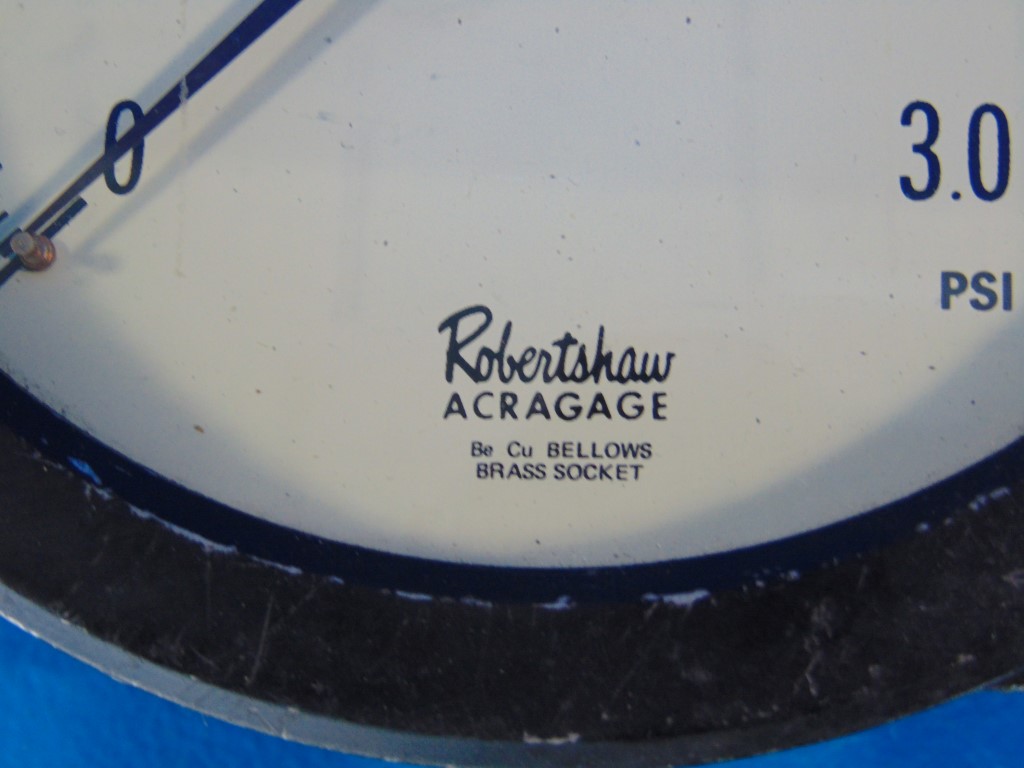 0
3.0
PSI
Robertshaw
ACRAGAGE
Be Cu BELLOWS
BRASS SOCKET